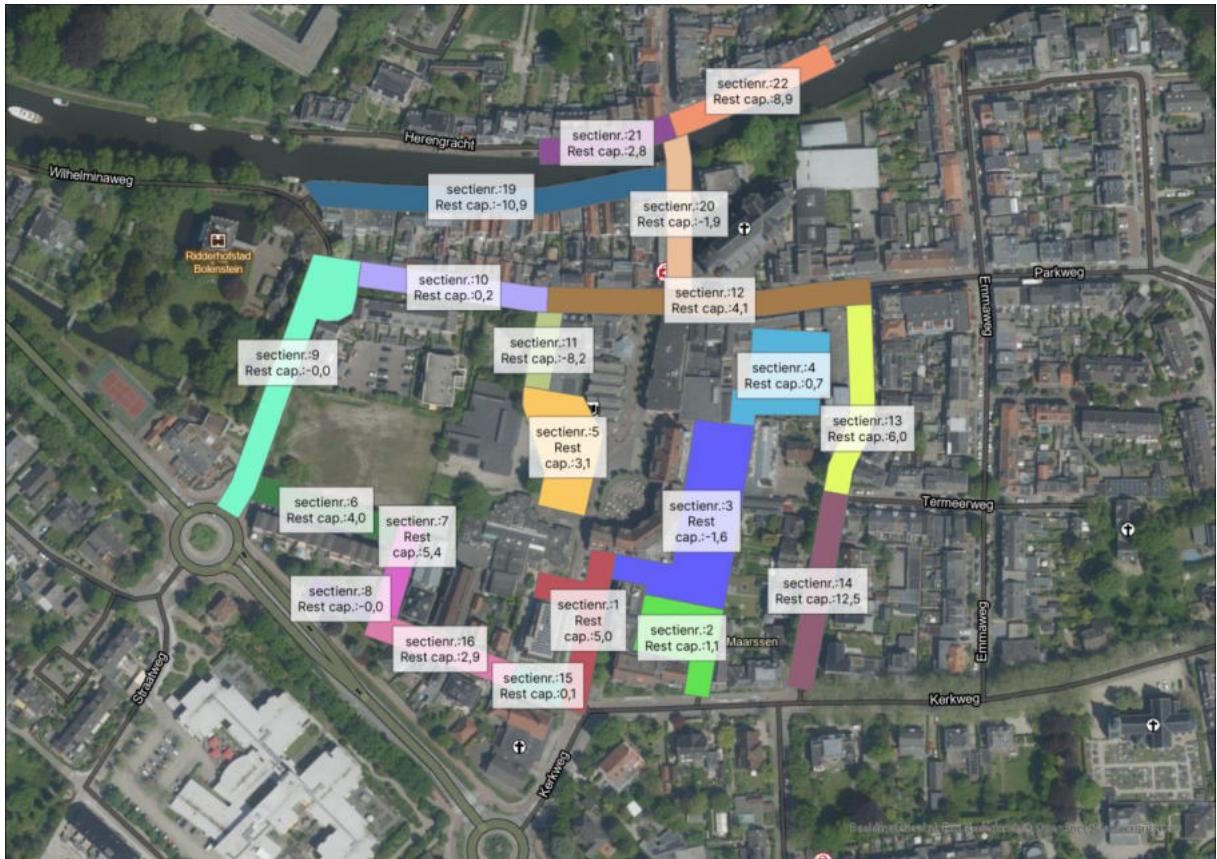 sectienr.:22
Rest cap.:8,9
Herengracht
sectienr.:21
Rest cap.:2,8
Wilhelminaweg
sectienr.:19
Rest cap.:-10,9
sectienr.:20
Rest cap.:-1,9
Ridderhofstad
Bolenstein
Parkweg
sectienr.:10
Rest cap.:0,2
sectienr.:12
Rest cap.:4,1
Emmaweg
sectienr.:11
Rest cap.:-8,2
sectienr.:9
Rest cap.:-0,0
sectienr.:4
Rest cap.:0,7
sectienr.:13
Rest cap.:6,0
sectienr.:5
Rest
cap.:3,1
sectienr.:6
Rest cap.:4,0
sectienr.:7
Rest
cap.:5,4
sectienr.:3
Rest
cap.:-1,6
Termeerweg
sectienr.:8
Rest cap.:-0,0
sectienr.:14
Rest cap.:12,5
sectienr.:1
Rest
cap.:5,0
sectienr.:2
Rest cap.:1,1
Maarssen
Emmaweg
sectienr.:16
Rest cap.:2,9
sectienr.:15
Rest cap.:0,1
Straatweg
Kerkweg
Kerkweg